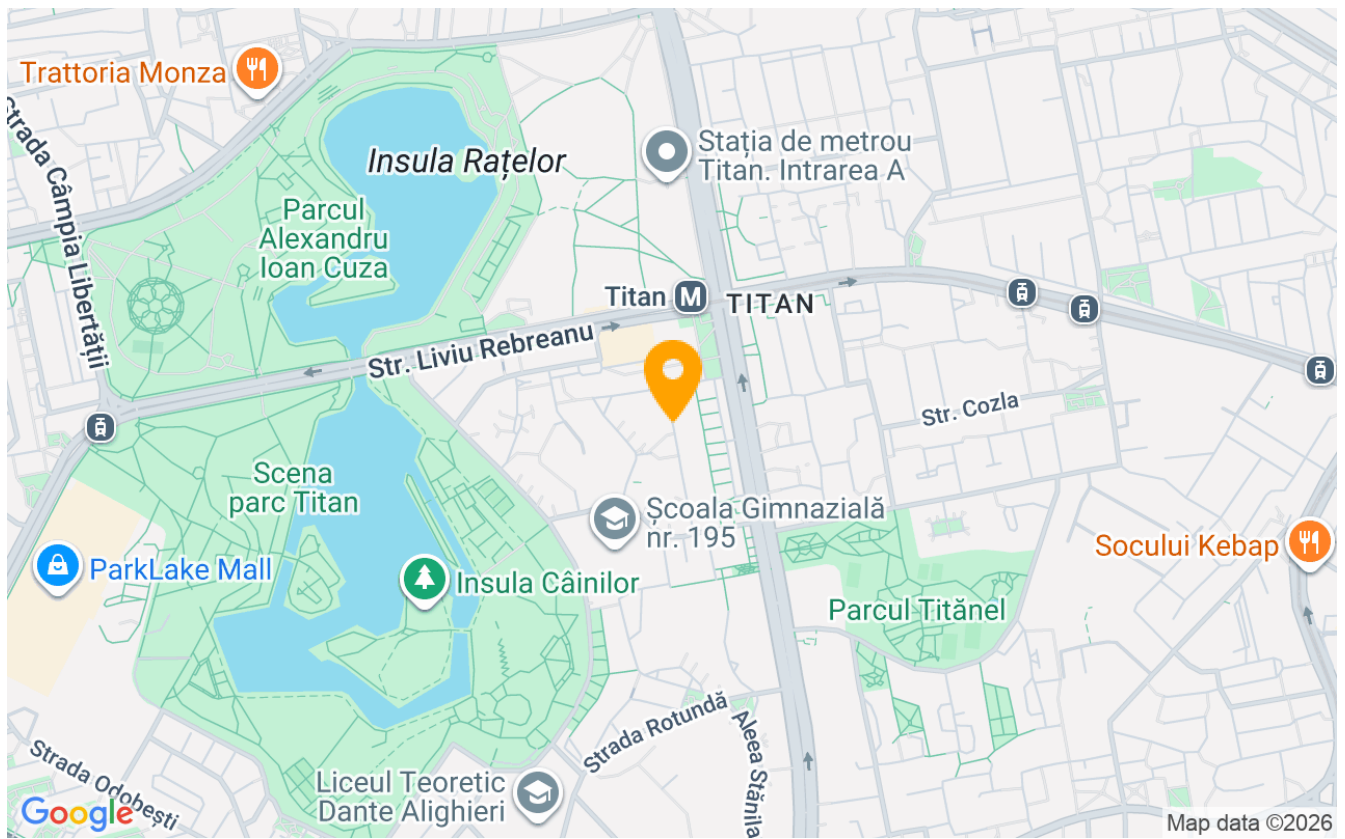 Trattoria Monza
Strada Câmpia Libertății
Insula Rațelor
Stația de metrou
Titan. Intrarea A
Parcul
Alexandru
Ioan Cuza
Titan
M
TITAN
Str. Liviu Rebreanu
Str. Cozla
Scena
parc Titan
Școala Gimnazială
nr. 195
Socului Kebap
ParkLake Mall
Insula Câinilor
Parcul Titănel
Strada Rotundă
Aleea Stănila
Strada Odobești
Liceul Teoretic
Dante Alighieri
Google
Map data ©2026